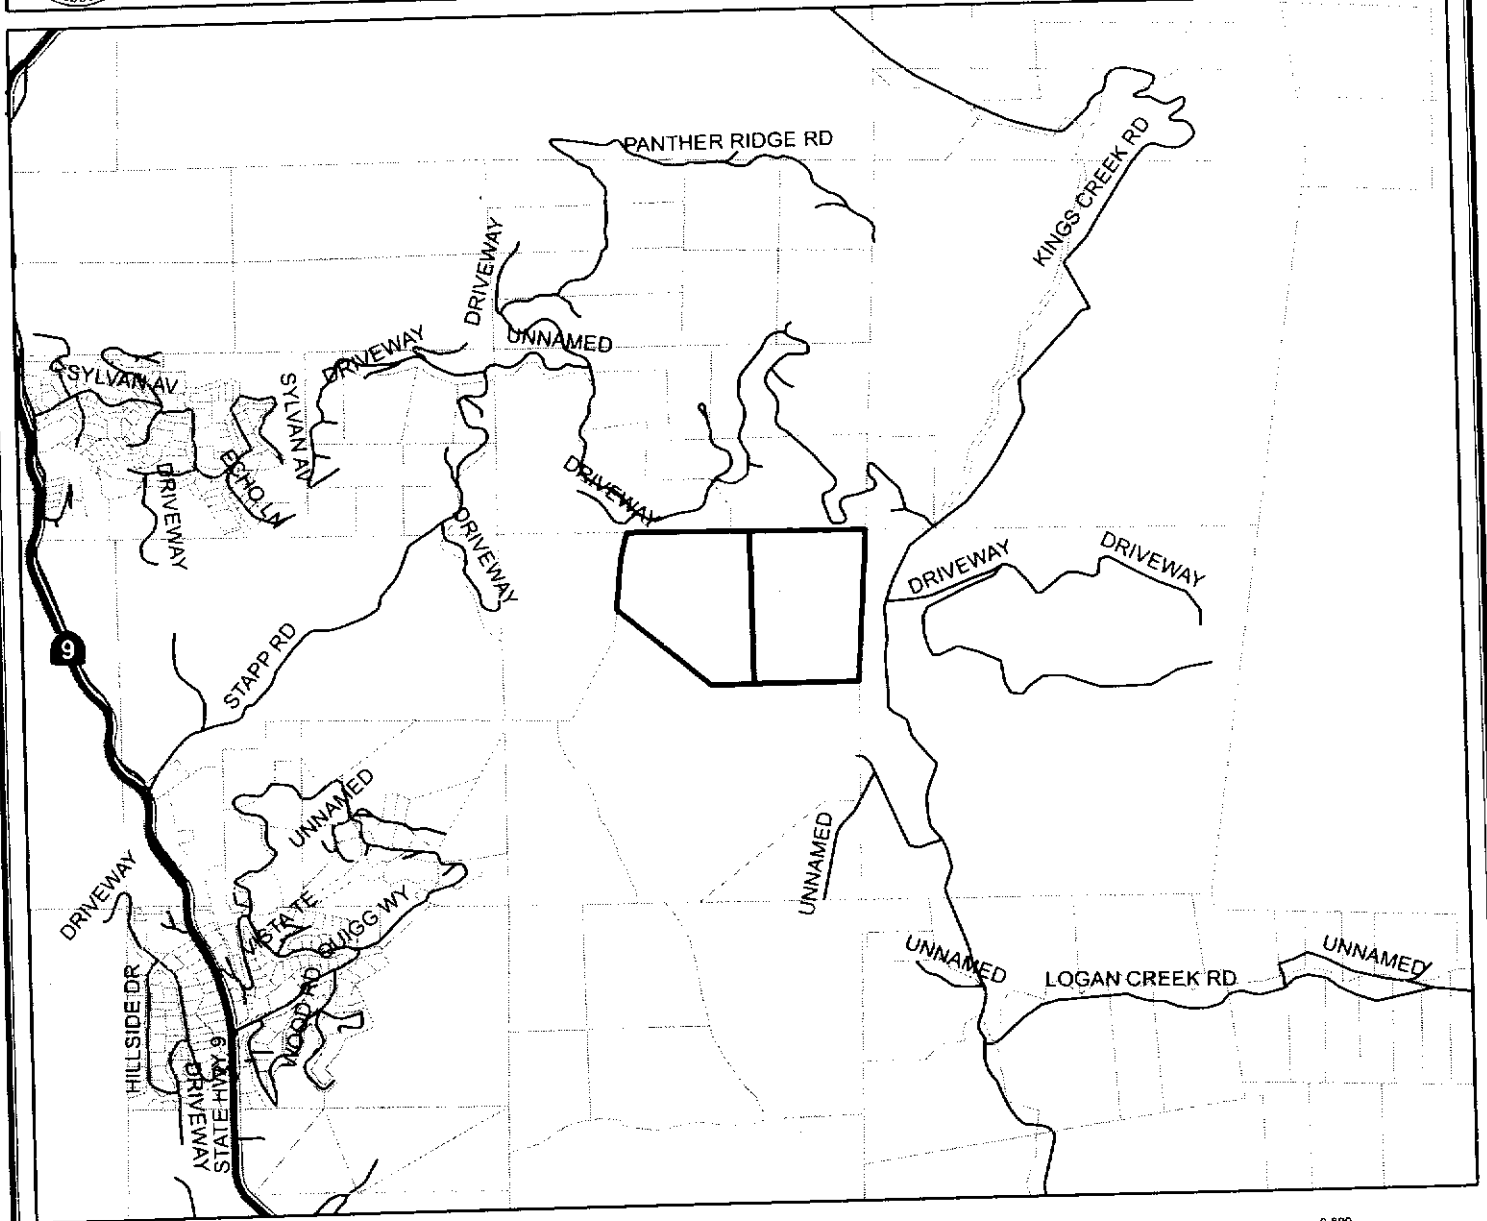 PANTHER RIDGE RD
KINGS CREEK RD
DRIVEWAY
UNNAMED
DRIVEWAY
SYLVAN AV
SYLVAN AV
ECHO LN
DRIVEWAY
DRIVEWAY
DRIVEWAY
DRIVEWAY
DRIVEWAY
9
STAPP RD
UNNAMED
UNNAMED
DRIVEWAY
VISTA TE
QUIGG WY
UNNAMED
LOGAN CREEK RD
UNNAMED
HILLSIDE DR
WOOD RD
DRIVEWAY
STATE HWY 9